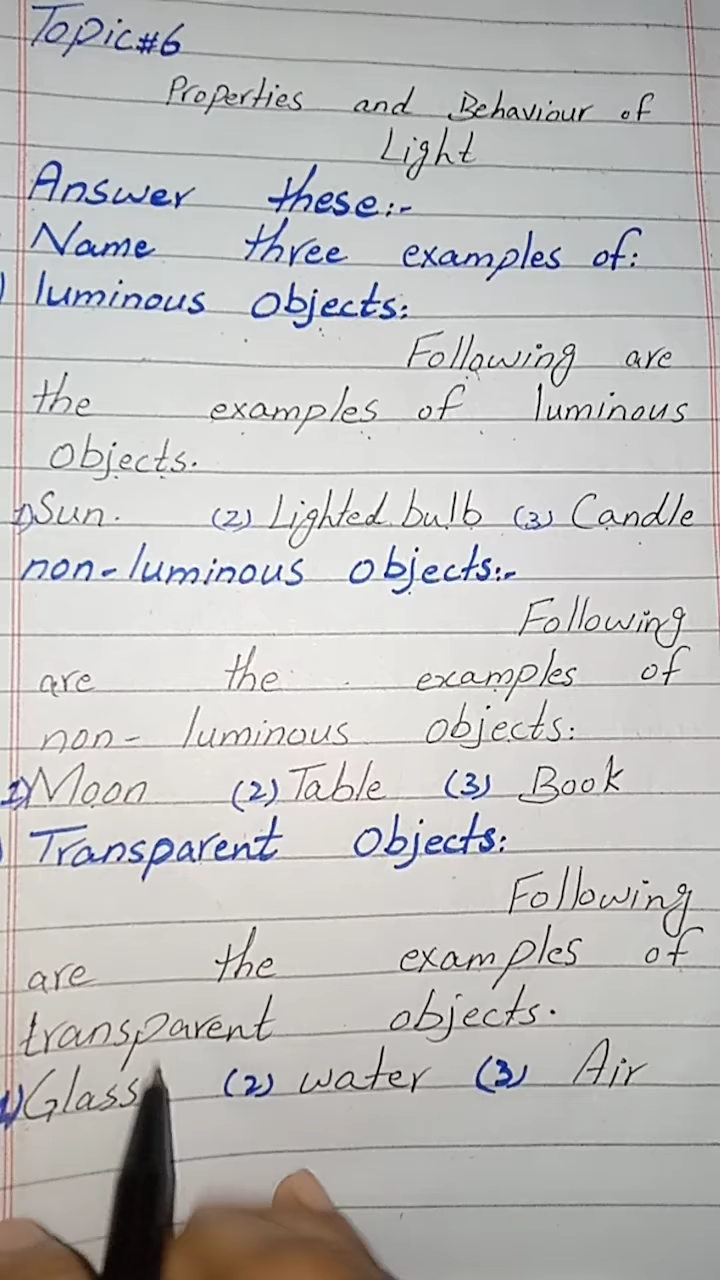 Topic#6
Properties and Behaviour of
Light
Answer these:-
Name three examples of:
) luminous objects:
Following are
the examples of luminous
objects.
1) Sun. (2) Lighted bulb (3) Candle
non-luminous objects:-
Following
are the examples of
non-luminous objects:
1) Moon (2) Table (3) Book
) Transparent Objects:
Following
are the examples of
transparent objects.
1) Glass (2) water (3) Air